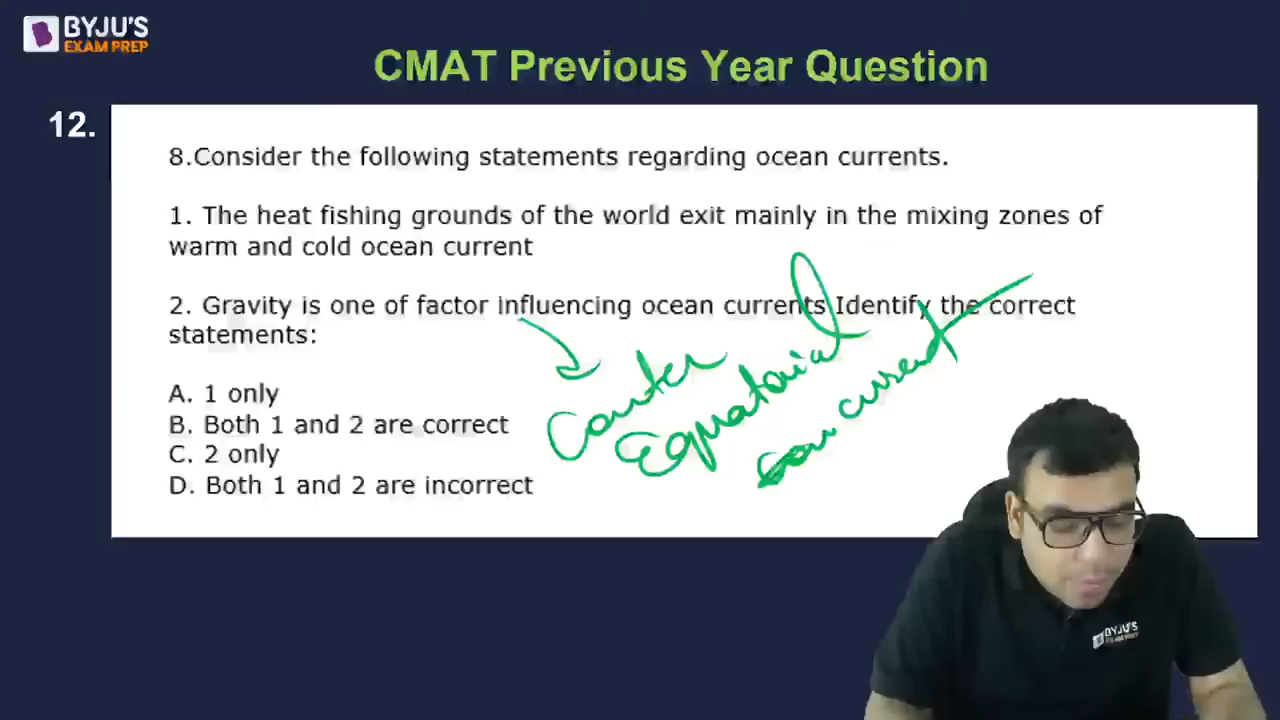 BYJU'S
EXAM PREP
CMAT Previous Year Question
12.
8.Consider the following statements regarding ocean currents.
1. The heat fishing grounds of the world exit mainly in the mixing zones of
warm and cold ocean current
2. Gravity is one of factor influencing ocean currents Identify the correct
statements:
A. 1 only
B. Both 1 and 2 are correct
C. 2 only
D. Both 1 and 2 are incorrect
Counter
Equatorial
current
BYJU'S
EXAM PREP